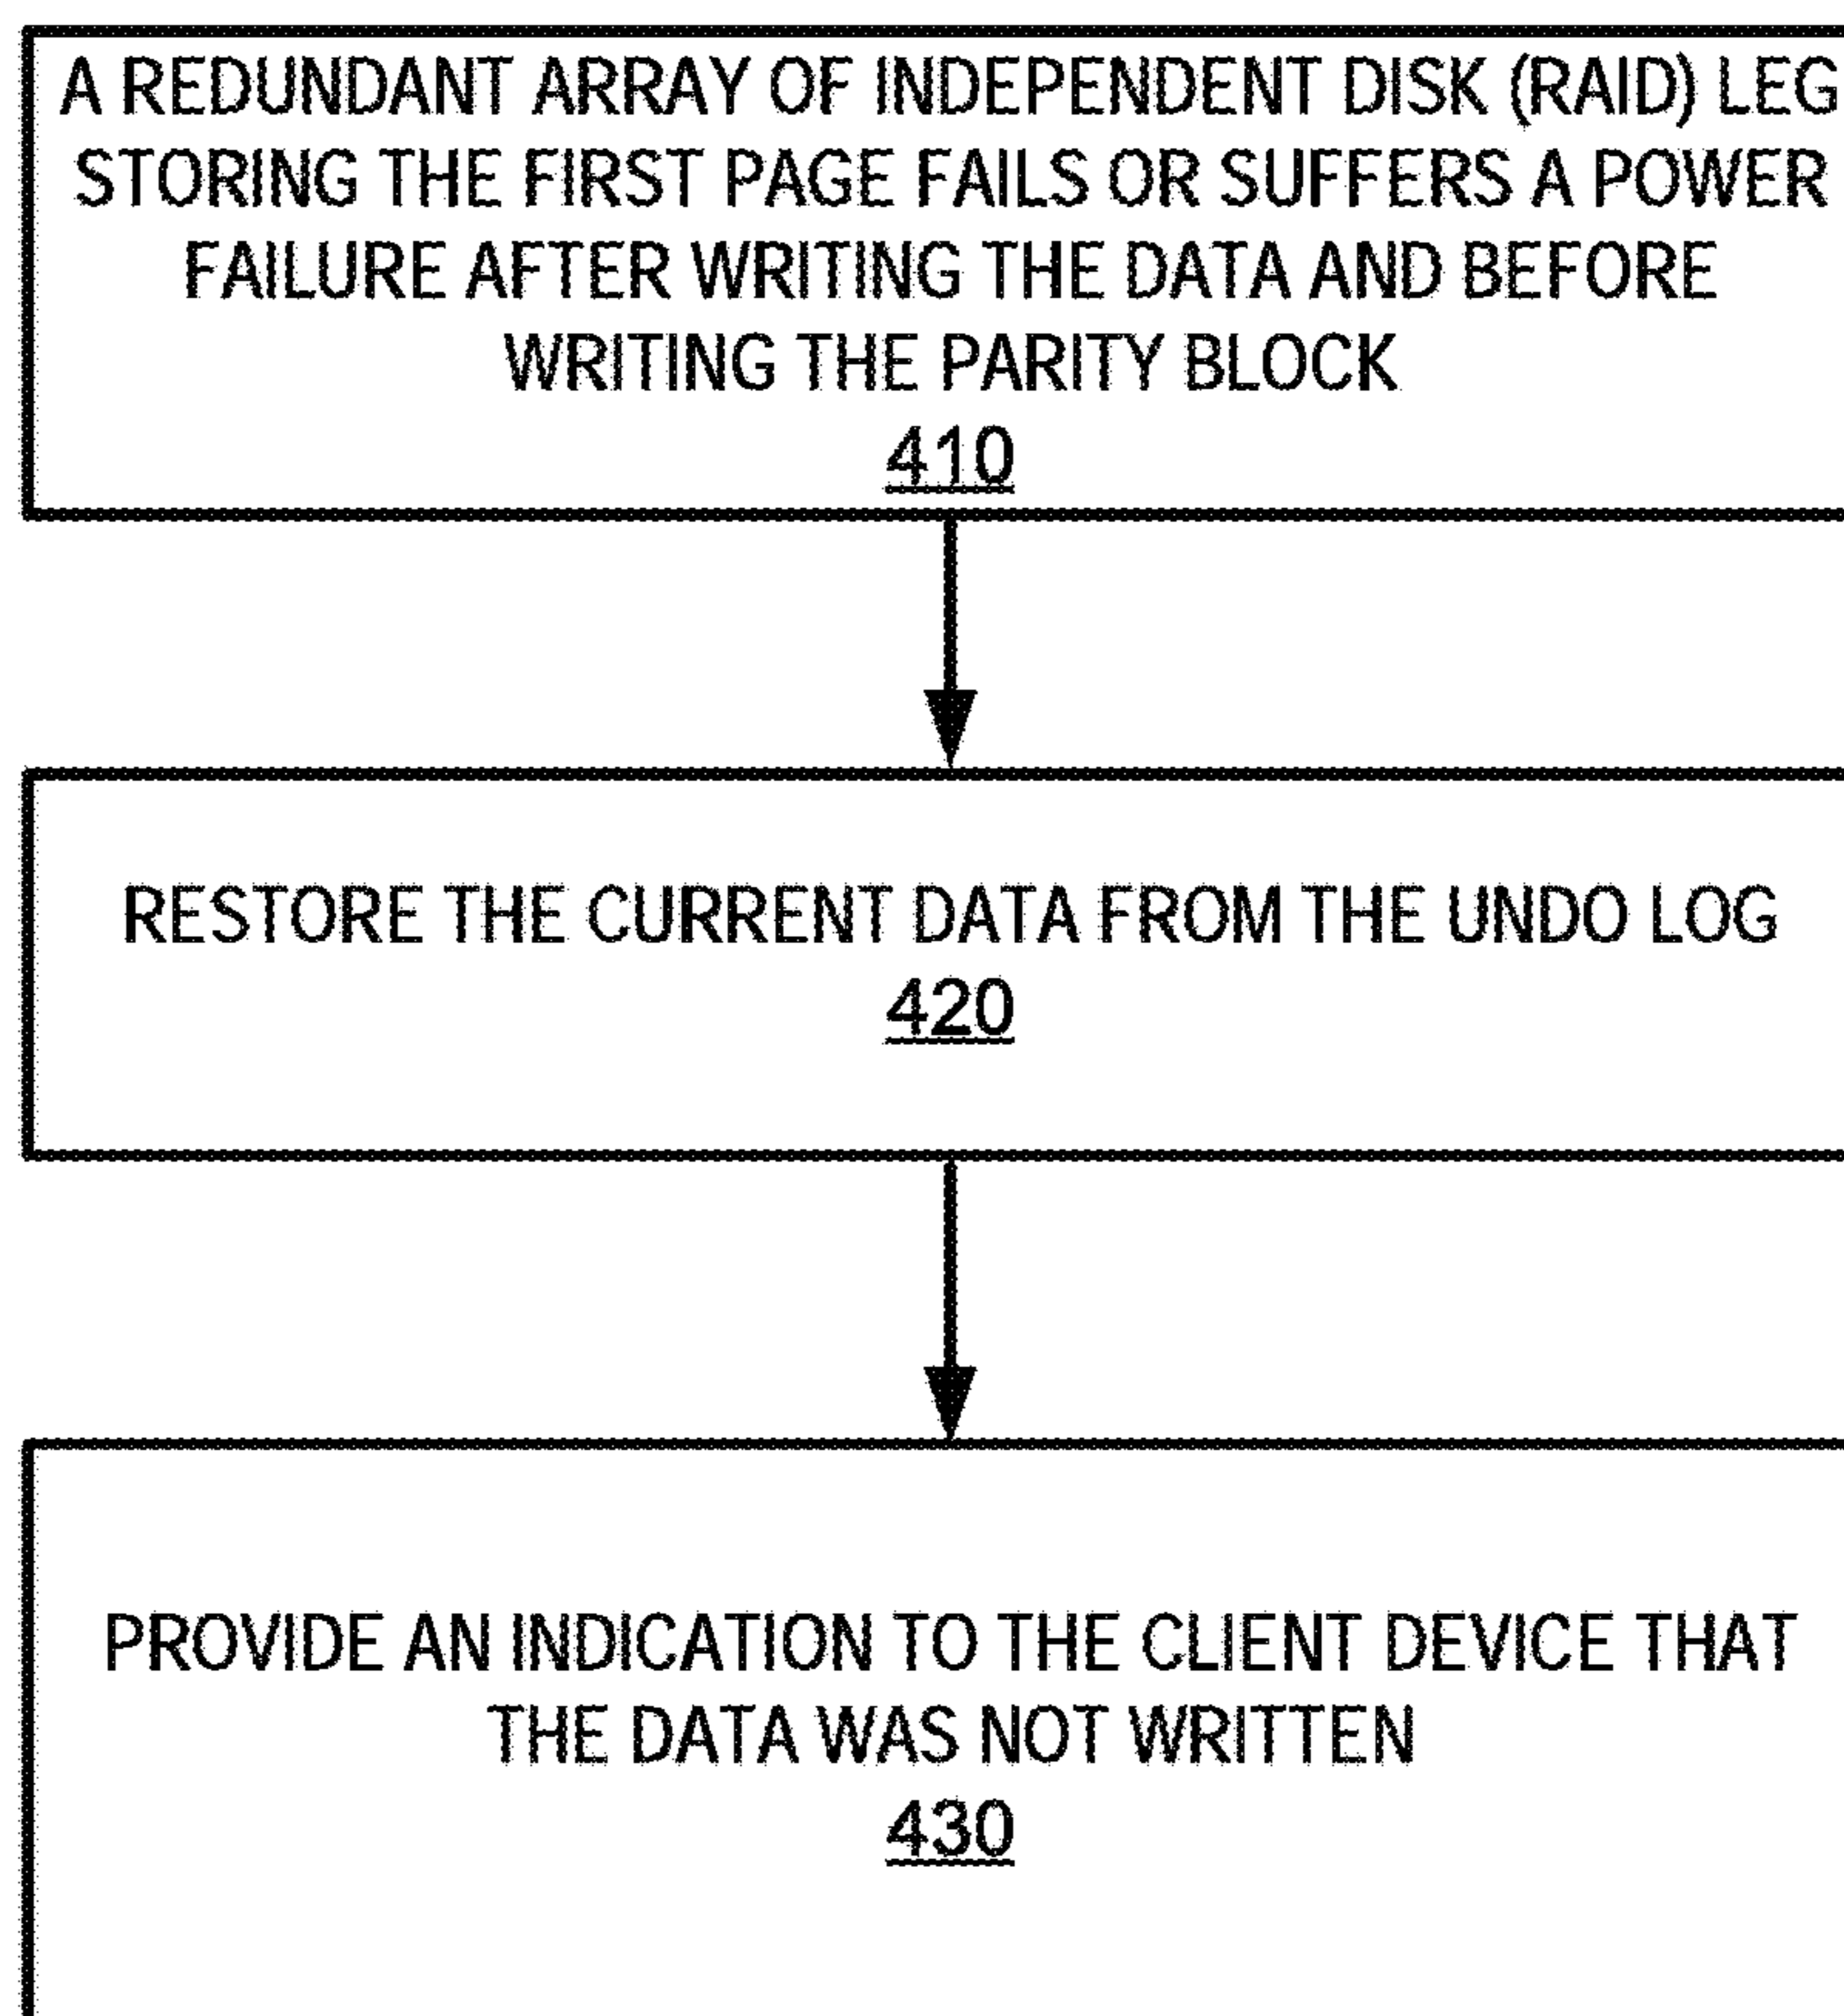 A REDUNDANT ARRAY OF INDEPENDENT DISK (RAID) LEG
STORING THE FIRST PAGE FAILS OR SUFFERS A POWER
FAILURE AFTER WRITING THE DATA AND BEFORE
WRITING THE PARITY BLOCK
410
RESTORE THE CURRENT DATA FROM THE UNDO LOG
420
PROVIDE AN INDICATION TO THE CLIENT DEVICE THAT
THE DATA WAS NOT WRITTEN
430